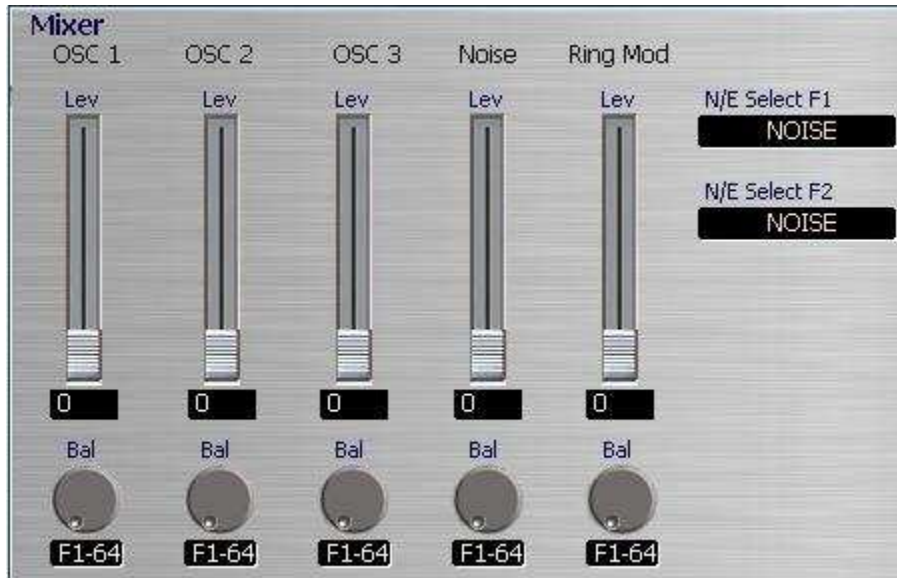 Mixer
OSC 1 OSC 2 OSC 3 Noise Ring Mod
Lev Lev Lev Lev Lev N/E Select F1
NOISE
N/E Select F2
NOISE
0 0 0 0 0
Bal Bal Bal Bal Bal
F1-64 F1-64 F1-64 F1-64 F1-64